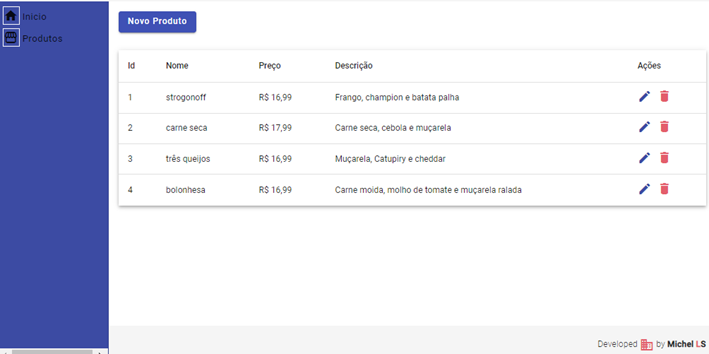 Início
Produtos
Novo Produto
Id Nome Preço Descrição Ações
1 strogonoff R$ 16,99 Frango, champion e batata palha
2 carne seca R$ 17,99 Carne seca, cebola e muçarela
3 três queijos R$ 16,99 Muçarela, Catupiry e cheddar
4 bolonhesa R$ 16,99 Carne moida, molho de tomate e muçarela ralada
Developed by Michel LS